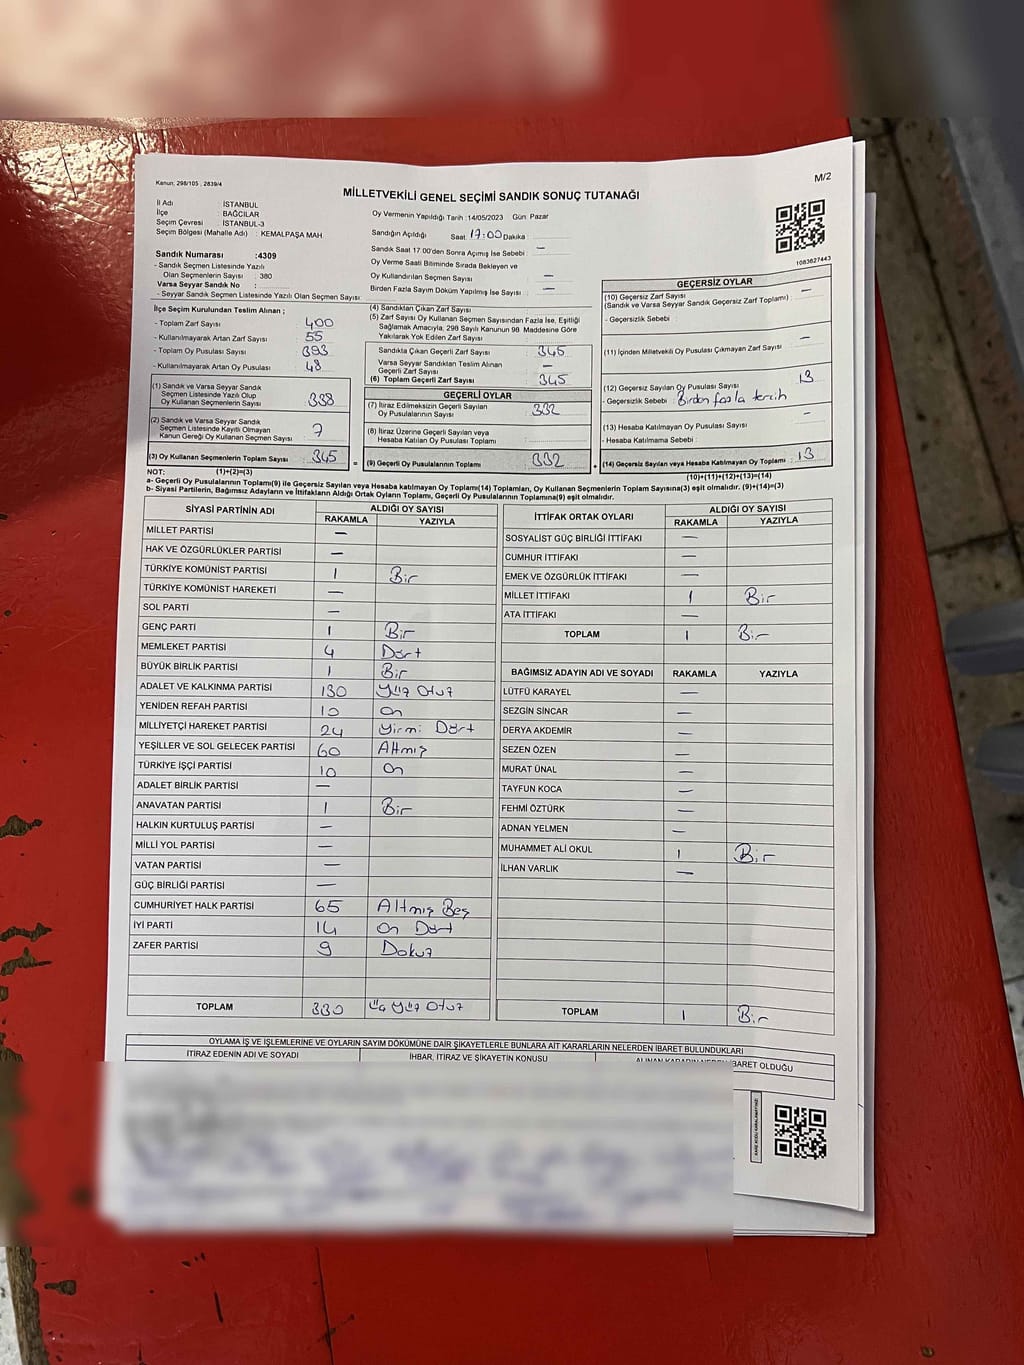 Kanun; 298/105 , 2839/4
M/2
MİLLETVEKİLİ GENEL SEÇİMİ SANDIK SONUÇ TUTANAĞI
İl Adı : İSTANBUL
İlçe : BAĞCILAR
Seçim Çevresi : İSTANBUL-3
Seçim Bölgesi (Mahalle Adı) : KEMALPAŞA MAH
Sandık Numarası :4309
- Sandık Seçmen Listesinde Yazılı
Olan Seçmenlerin Sayısı : 380
Varsa Seyyar Sandık No :
- Seyyar Sandık Seçmen Listesinde Yazılı Olan Seçmen Sayısı:
Oy Vermenin Yapıldığı Tarih :14/05/2023 Gün Pazar
Sandığın Açıldığı Saat: 17:00 Dakika :
Sandık Saat 17:00'den Sonra Açımış İse Sebebi : —
Oy Verme Saati Bitiminde Sırada Bekleyen ve
Oy Kullandırılan Seçmen Sayısı : —
Birden Fazla Sayım Döküm Yapılmış İse Sayısı : —
1083627443
İlçe Seçim Kurulundan Teslim Alınan ;
- Toplam Zarf Sayısı : 400
- Kullanılmayarak Artan Zarf Sayısı : 55
- Toplam Oy Pusulası Sayısı : 393
- Kullanılmayarak Artan Oy Pusulası : 48
(1) Sandık ve Varsa Seyyar Sandık
Seçmen Listesinde Yazılı Olup
Oy Kullanan Seçmenlerin Sayısı : 338
(2) Sandık ve Varsa Seyyar Sandık
Seçmen Listesinde Kayıtlı Olmayan
Kanun Gereği Oy Kullanan Seçmen Sayısı : 7
(3) Oy Kullanan Seçmenlerin Toplam Sayısı : 345
(1)+(2)=(3)
(4) Sandıktan Çıkan Zarf Sayısı :
(5) Zarf Sayısı Oy Kullanan Seçmen Sayısından Fazla İse, Eşitliği
Sağlamak Amacıyla, 298 Sayılı Kanunun 98. Maddesine Göre
Yakılarak Yok Edilen Zarf Sayısı :
Sandıkta Çıkan Geçerli Zarf Sayısı : 345
Varsa Seyyar Sandıktan Teslim Alınan
Geçerli Zarf Sayısı : —
(6) Toplam Geçerli Zarf Sayısı : 345
GEÇERLİ OYLAR
(7) İtiraz Edilmeksizin Geçerli Sayılan
Oy Pusulalarının Sayısı : 332
(8) İtiraz Üzerine Geçerli Sayılan veya
Hesaba Katılan Oy Pusulası Toplamı :
= (9) Geçerli Oy Pusulalarının Toplamı : 332 +
GEÇERSİZ OYLAR
(10) Geçersiz Zarf Sayısı : —
(Sandık ve Varsa Seyyar Sandık Geçersiz Zarf Toplamı)
- Geçersizlik Sebebi :
(11) İçinden Milletvekili Oy Pusulası Çıkmayan Zarf Sayısı : —
(12) Geçersiz Sayılan Oy Pusulası Sayısı : 13
- Geçersizlik Sebebi : Birden fazla tercih
(13) Hesaba Katılmayan Oy Pusulası Sayısı : —
- Hesaba Katılmama Sebebi :
(14) Geçersiz Sayılan veya Hesaba Katılmayan Oy Toplamı : 13
(10)+(11)+(12)+(13)=(14)
NOT:
a- Geçerli Oy Pusulaları Toplamı(9) ile Geçersiz Sayılan veya Hesaba Katılmayan Oy Toplamı(14) Toplamları, Oy Kullanan Seçmenlerin Toplam Sayısına(3) eşit olmalıdır. (9)+(14)=(3)
b- Siyasi Partilerin, Bağımsız Adayların ve İttifakların Aldığı Ortak Oyların Toplamı, Geçerli Oy Pusulalarının Toplamına(9) eşit olmalıdır.
SİYASİ PARTİNİN ADI ALDIĞI OY SAYISI
RAKAMLA YAZIYLA
MİLLET PARTİSİ —
HAK VE ÖZGÜRLÜKLER PARTİSİ —
TÜRKİYE KOMÜNİST PARTİSİ 1 Bir
TÜRKİYE KOMÜNİST HAREKETİ —
SOL PARTİ —
GENÇ PARTİ 1 Bir
MEMLEKET PARTİSİ 4 Dört
BÜYÜK BİRLİK PARTİSİ 1 Bir
ADALET VE KALKINMA PARTİSİ 130 Yüz Otuz
YENİDEN REFAH PARTİSİ 10 On
MİLLİYETÇİ HAREKET PARTİSİ 24 Yirmi Dört
YEŞİLLER VE SOL GELECEK PARTİSİ 60 Altmış
TÜRKİYE İŞÇİ PARTİSİ 10 On
ADALET BİRLİK PARTİSİ —
ANAVATAN PARTİSİ 1 Bir
HALKIN KURTULUŞ PARTİSİ —
MİLLİ YOL PARTİSİ —
VATAN PARTİSİ —
GÜÇ BİRLİĞİ PARTİSİ —
CUMHURİYET HALK PARTİSİ 65 Altmış Beş
İYİ PARTİ 14 On Dört
ZAFER PARTİSİ 9 Dokuz
TOPLAM 330 Üç Yüz Otuz
İTTİFAK ORTAK OYLARI ALDIĞI OY SAYISI
RAKAMLA YAZIYLA
SOSYALİST GÜÇ BİRLİĞİ İTTİFAKI —
CUMHUR İTTİFAKI —
EMEK VE ÖZGÜRLÜK İTTİFAKI —
MİLLET İTTİFAKI 1 Bir
ATA İTTİFAKI —
TOPLAM 1 Bir
BAĞIMSIZ ADAYIN ADI VE SOYADI RAKAMLA YAZIYLA
LÜTFÜ KARAYEL —
SEZGİN SİNCAR —
DERYA AKDEMİR —
SEZEN ÖZEN —
MURAT ÜNAL —
TAYFUN KOCA —
FEHMİ ÖZTÜRK —
ADNAN YELMEN —
MUHAMMET ALİ OKUL 1 Bir
İLHAN VARLIK —
TOPLAM 1 Bir
OYLAMA İŞ VE İŞLEMLERİNE VE OYLARIN SAYIM DÖKÜMÜNE DAİR ŞİKAYETLERLE BUNLARA AİT KARARLARIN NELERDEN İBARET BULUNDUKLARI
İTİRAZ EDENİN ADI VE SOYADI İHBAR, İTİRAZ VE ŞİKAYETİN KONUSU ALINAN KARARIN NEDEN İBARET OLDUĞU